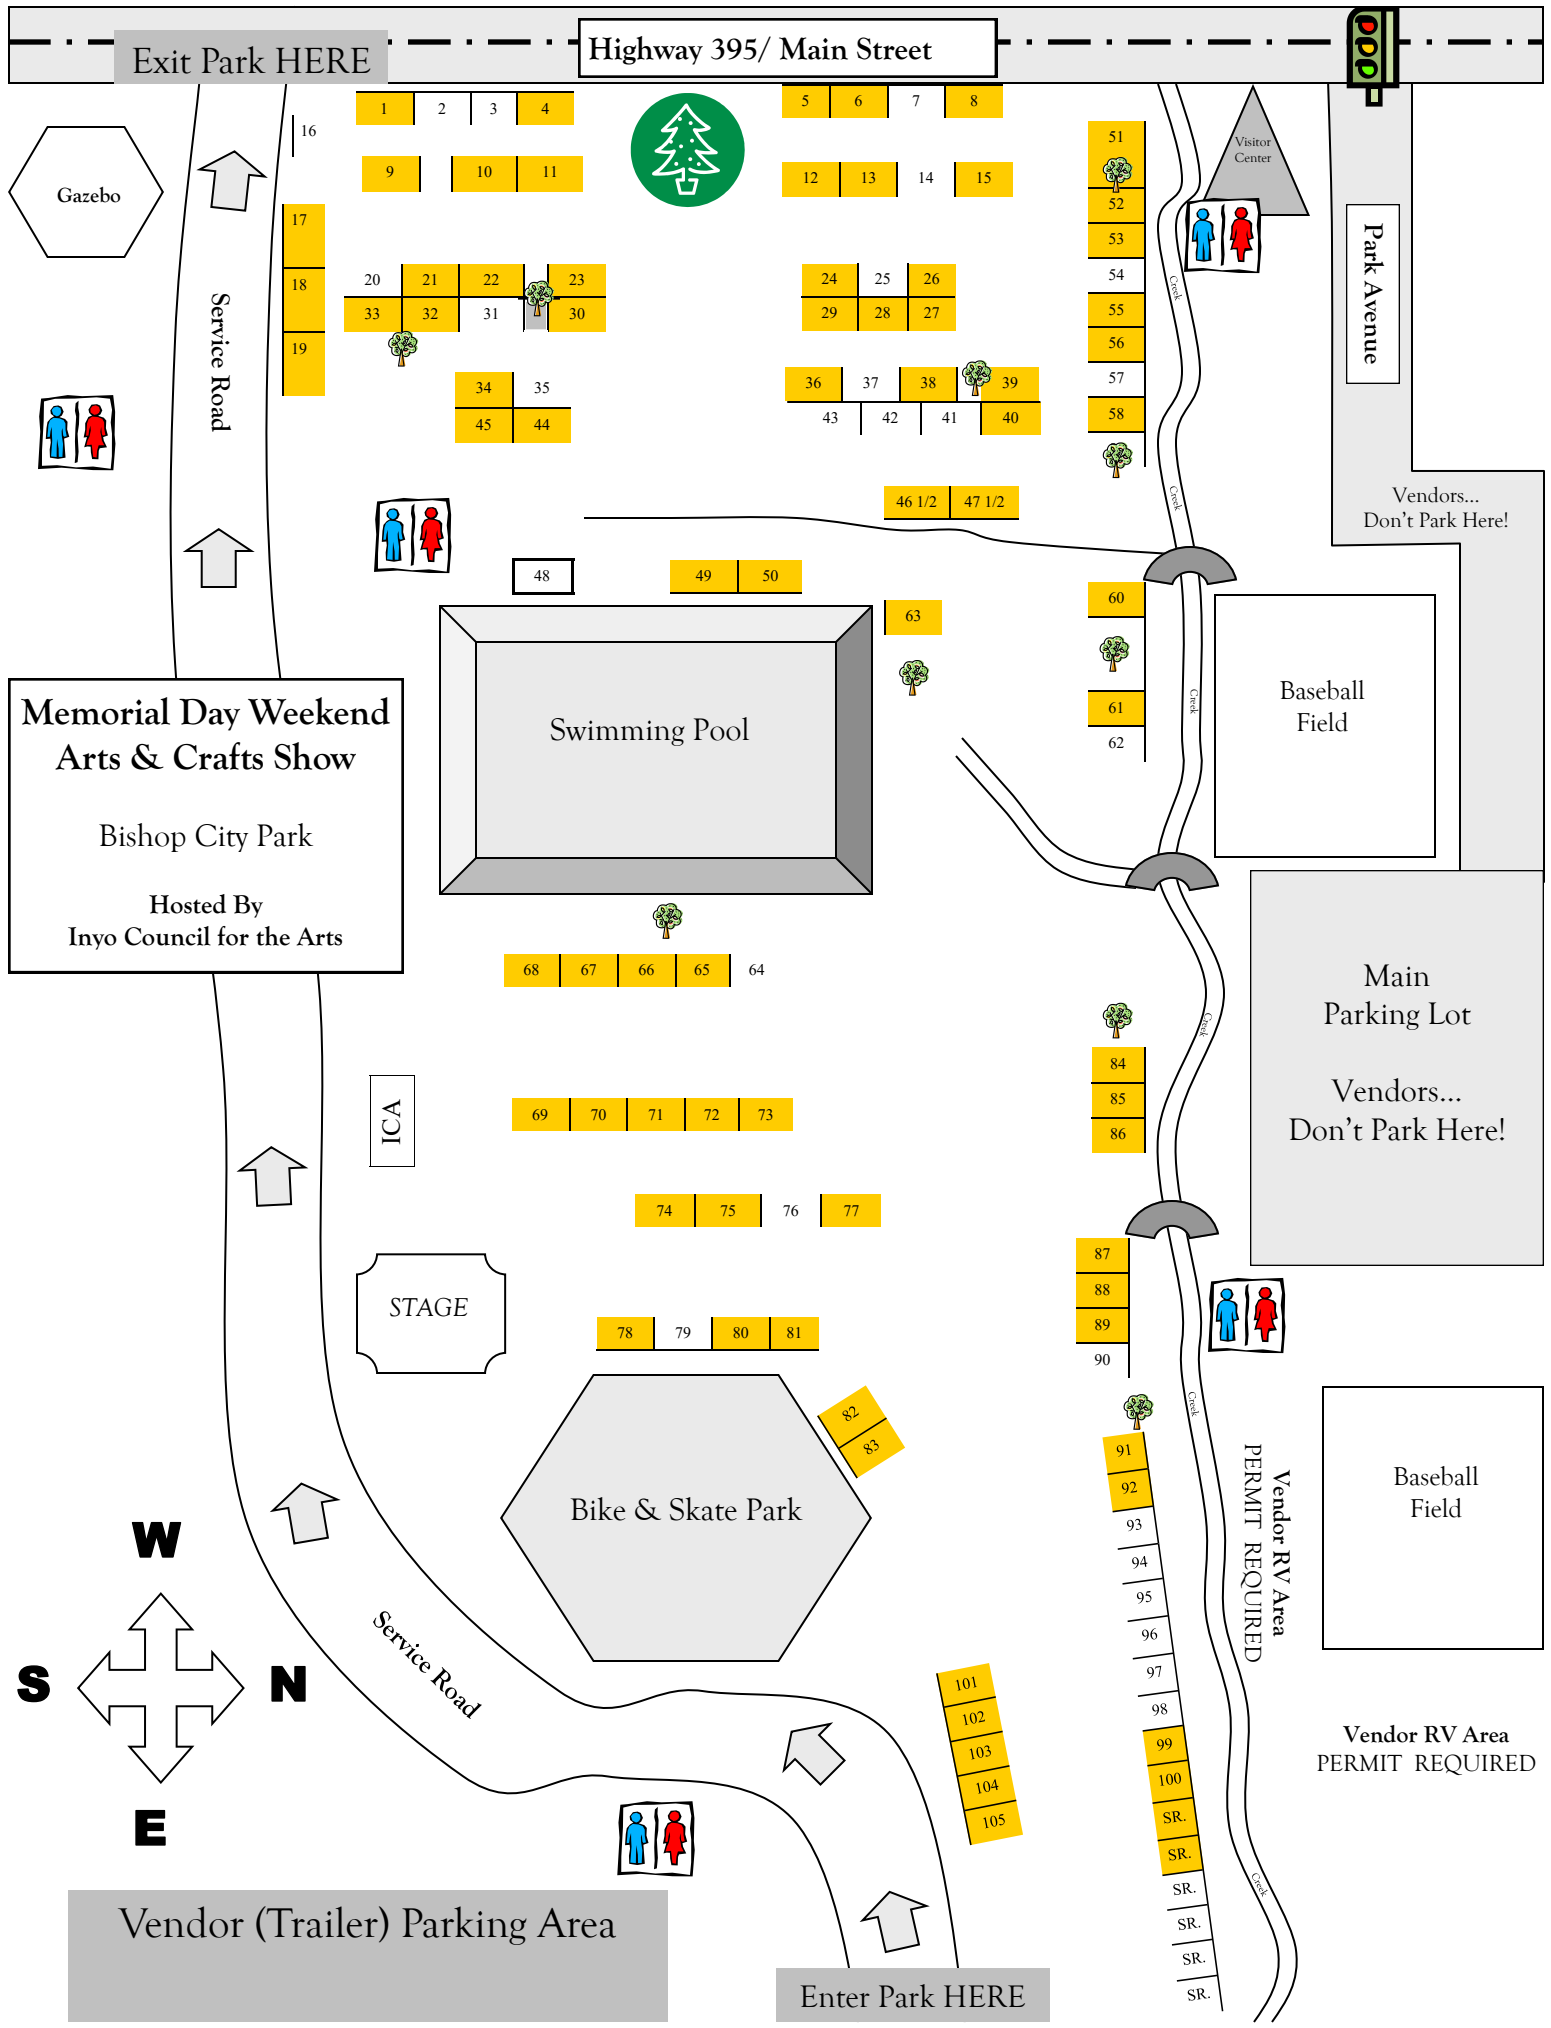 Exit Park HERE
Highway 395/ Main Street
1 2 3 4
5 6 7 8
16
51
Visitor
Center
Gazebo
9 10 11
12 13 14 15
52
53
54
55
56
57
58
17
18
19
Service Road
Park Avenue
20 21 22 23
33 32 31 30
24 25 26
29 28 27
Creek
34 35
45 44
36 37 38 39
43 42 41 40
46 1/2 47 1/2
Creek
Vendors...
Don't Park Here!
48
49 50
63
60
61
62
Creek
Baseball
Field
Memorial Day Weekend
Arts & Crafts Show
Bishop City Park
Hosted By
Inyo Council for the Arts
Swimming Pool
68 67 66 65 64
Main
Parking Lot
Vendors...
Don't Park Here!
Creek
84
85
86
ICA
69 70 71 72 73
74 75 76 77
STAGE
78 79 80 81
82
83
87
88
89
90
Creek
Bike & Skate Park
91
92
93
94
95
96
97
98
99
100
SR.
SR.
SR.
SR.
SR.
SR.
Vendor RV Area
PERMIT REQUIRED
Baseball
Field
W
S N
E
Service Road
101
102
103
104
105
Vendor RV Area
PERMIT REQUIRED
Creek
Vendor (Trailer) Parking Area
Enter Park HERE